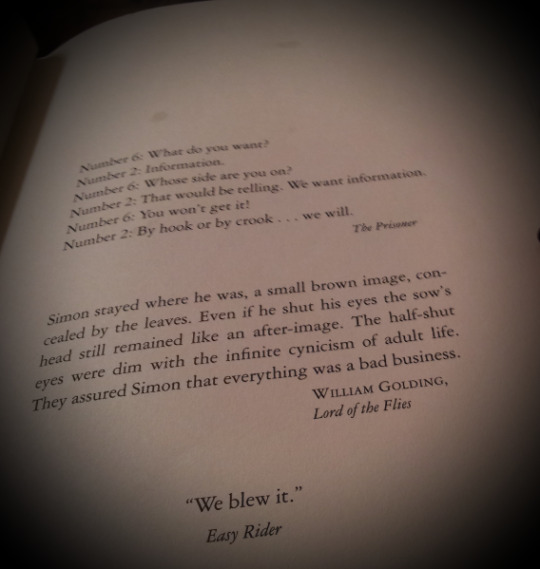 Number 6: What do you want?
Number 2: Information.
Number 6: Whose side are you on?
Number 2: That would be telling. We want information.
Number 6: You won't get it!
Number 2: By hook or by crook . . . we will.
The Prisoner
Simon stayed where he was, a small brown image, con-
cealed by the leaves. Even if he shut his eyes the sow's
head still remained like an after-image. The half-shut
eyes were dim with the infinite cynicism of adult life.
They assured Simon that everything was a bad business.
WILLIAM GOLDING,
Lord of the Flies
“We blew it.”
Easy Rider